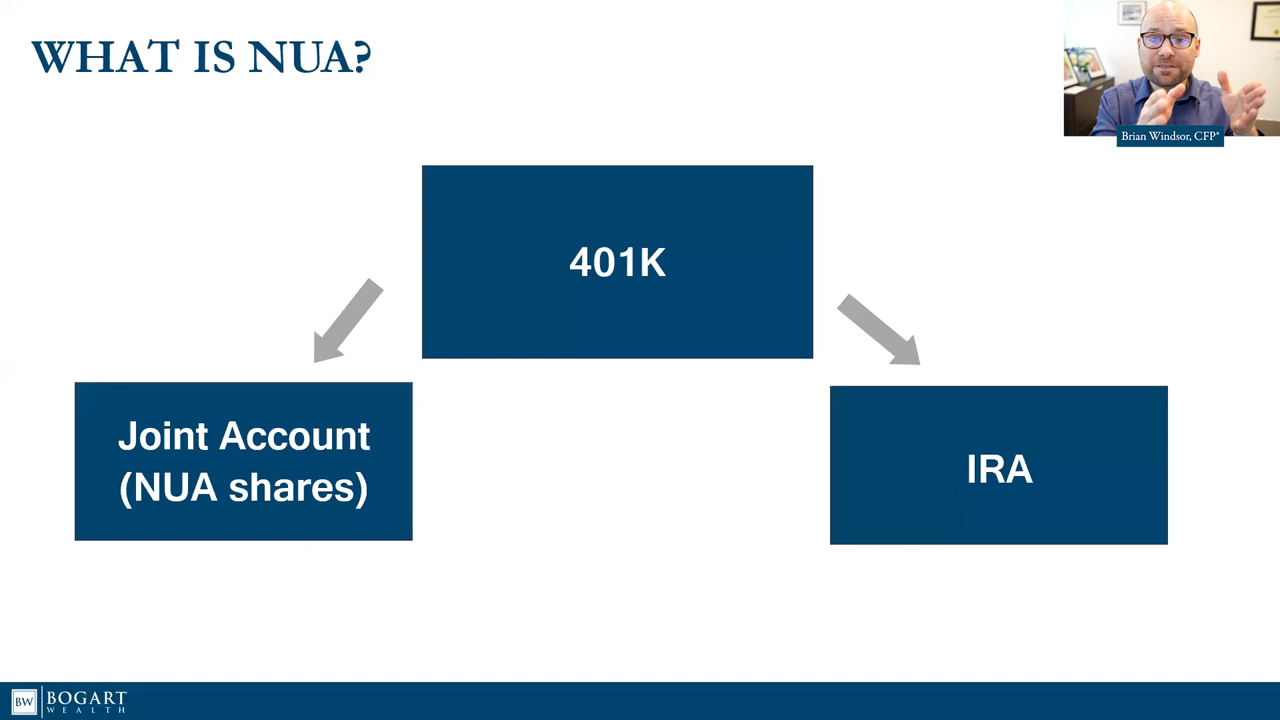 WHAT IS NUA?
Brian Windsor, CFP®
401K
Joint Account
(NUA shares)
IRA
BW
BOGART
WEALTH